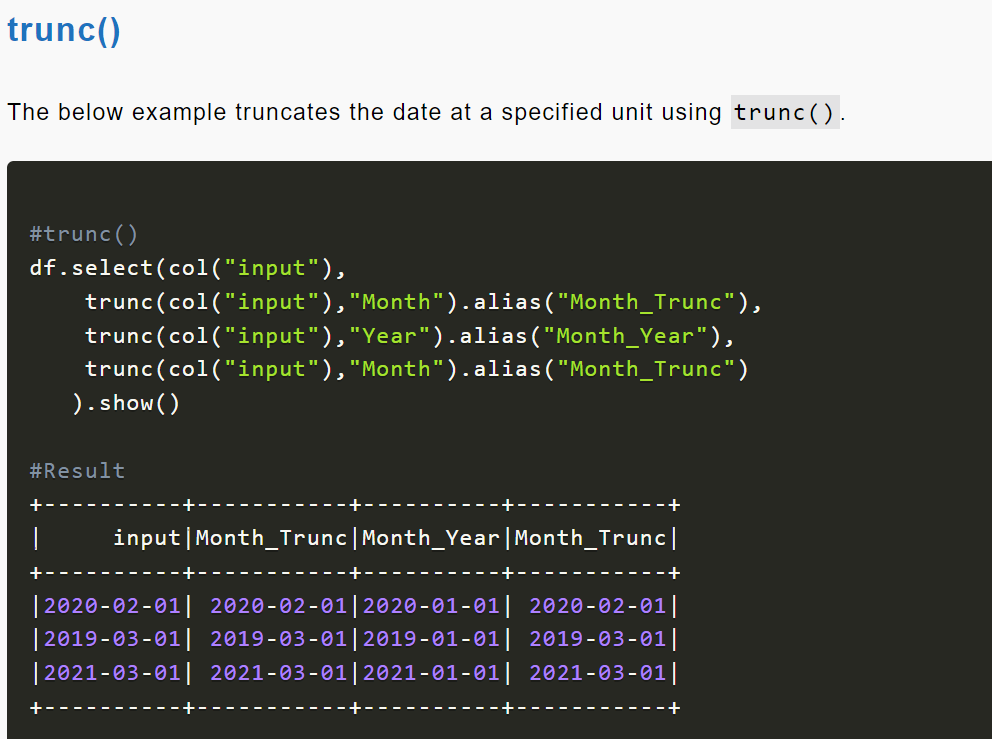 trunc()
The below example truncates the date at a specified unit using trunc().
#trunc()
df.select(col("input"),
    trunc(col("input"),"Month").alias("Month_Trunc"),
    trunc(col("input"),"Year").alias("Month_Year"),
    trunc(col("input"),"Month").alias("Month_Trunc")
   ).show()
#Result
+----------+-----------+----------+-----------+
|     input|Month_Trunc|Month_Year|Month_Trunc|
+----------+-----------+----------+-----------+
|2020-02-01| 2020-02-01|2020-01-01| 2020-02-01|
|2019-03-01| 2019-03-01|2019-01-01| 2019-03-01|
|2021-03-01| 2021-03-01|2021-01-01| 2021-03-01|
+----------+-----------+----------+-----------+